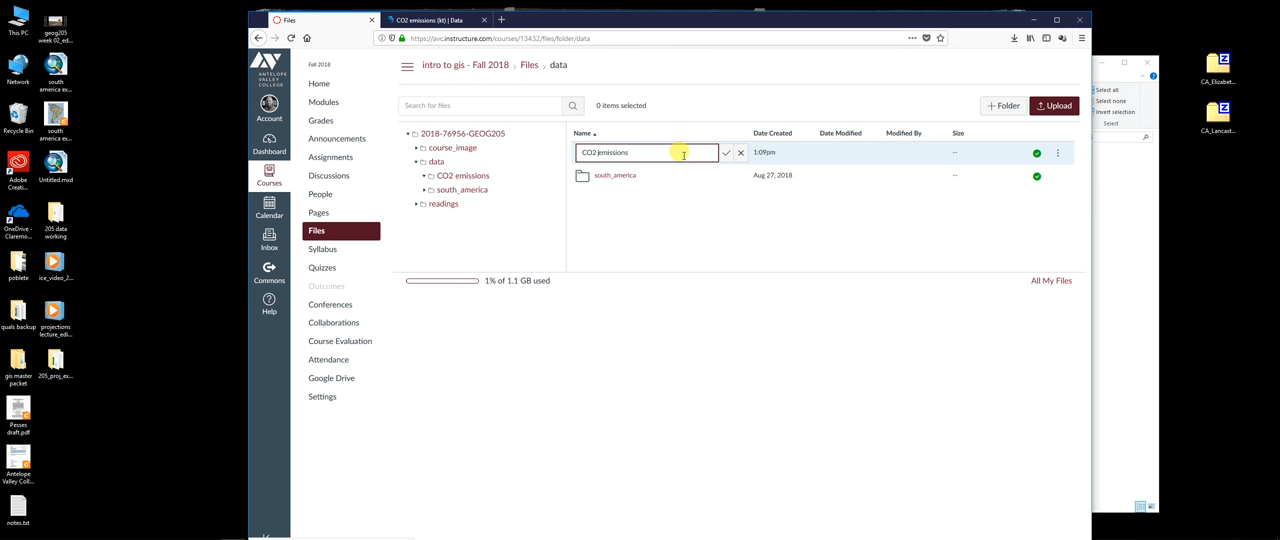 This PC
geog205
week 02_ed...
Network
south
america ex...
Recycle Bin
south
america ex...
Adobe
Creati...
Untitled.msd
OneDrive -
Claremo...
205 data
working
poblete
ice_video_2...
quals backup
projections
lecture_edi...
gis master
packet
205_proj_ex...
Pesses
draft.p4...
Antelope
Valley Coll...
notes.txt
Files
CO2 emissions (kt) | Data
https://avc.instructure.com/courses/13432/files/folder/data
ANTELOPE
VALLEY
COLLEGE
Account
Dashboard
Courses
Calendar
Inbox
Commons
Help
Fall 2018
Home
Modules
Grades
Announcements
Assignments
Discussions
People
Pages
Files
Syllabus
Quizzes
Outcomes
Conferences
Collaborations
Course Evaluation
Attendance
Google Drive
Settings
intro to gis - Fall 2018 > Files > data
Search for files
0 items selected
+ Folder
Upload
2018-76956-GEOG205
course_image
data
CO2 emissions
south_america
readings
Name Date Created Date Modified Modified By Size
CO2 emissions 1:09pm --
south_america Aug 27, 2018 --
1% of 1.1 GB used
All My Files
Select all
Select none
Invert selection
Select
CA_Elizabet...
CA_Lancast...